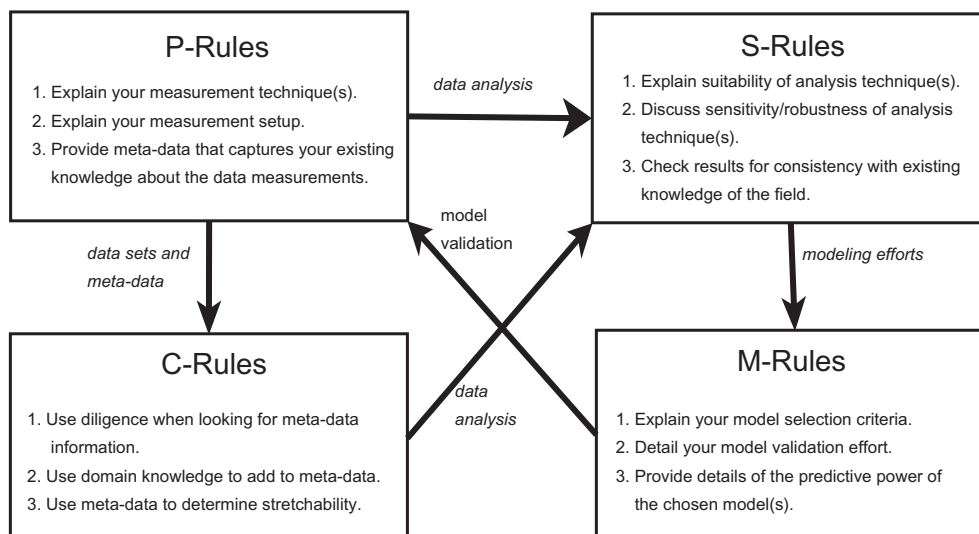 P-Rules
1. Explain your measurement technique(s).
2. Explain your measurement setup.
3. Provide meta-data that captures your existing
knowledge about the data measurements.
data analysis
S-Rules
1. Explain suitability of analysis technique(s).
2. Discuss sensitivity/robustness of analysis
technique(s).
3. Check results for consistency with existing
knowledge of the field.
data sets and
meta-data
model
validation
modeling efforts
C-Rules
1. Use diligence when looking for meta-data
information.
2. Use domain knowledge to add to meta-data.
3. Use meta-data to determine stretchability.
data
analysis
M-Rules
1. Explain your model selection criteria.
2. Detail your model validation effort.
3. Provide details of the predictive power of
the chosen model(s).